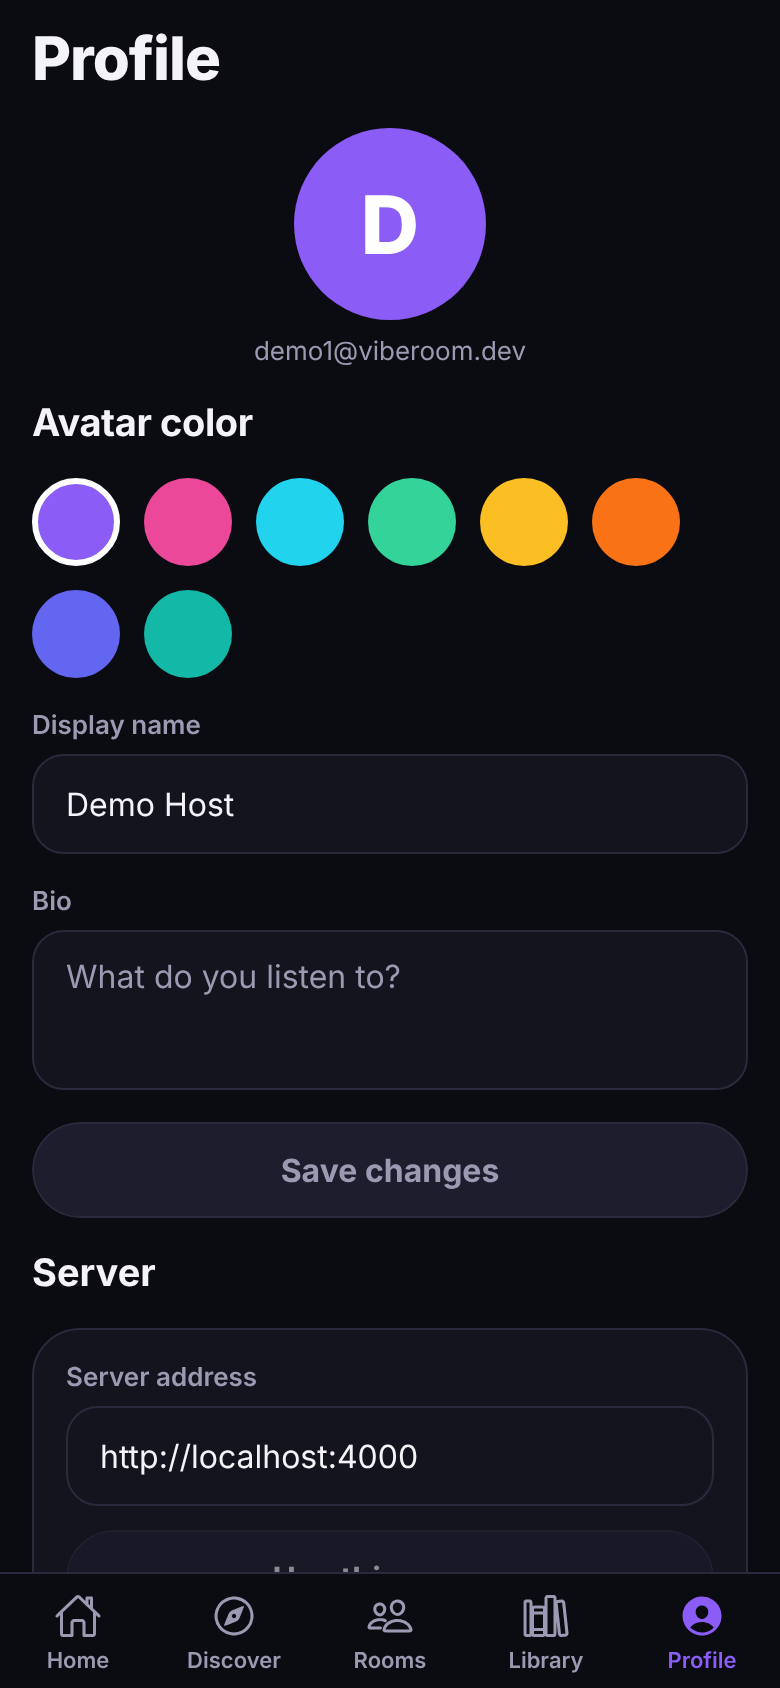 Profile
D
demo1@viberoom.dev
Avatar color
Display name
Demo Host
Bio
What do you listen to?
Save changes
Server
Server address
http://localhost:4000
Home Discover Rooms Library Profile